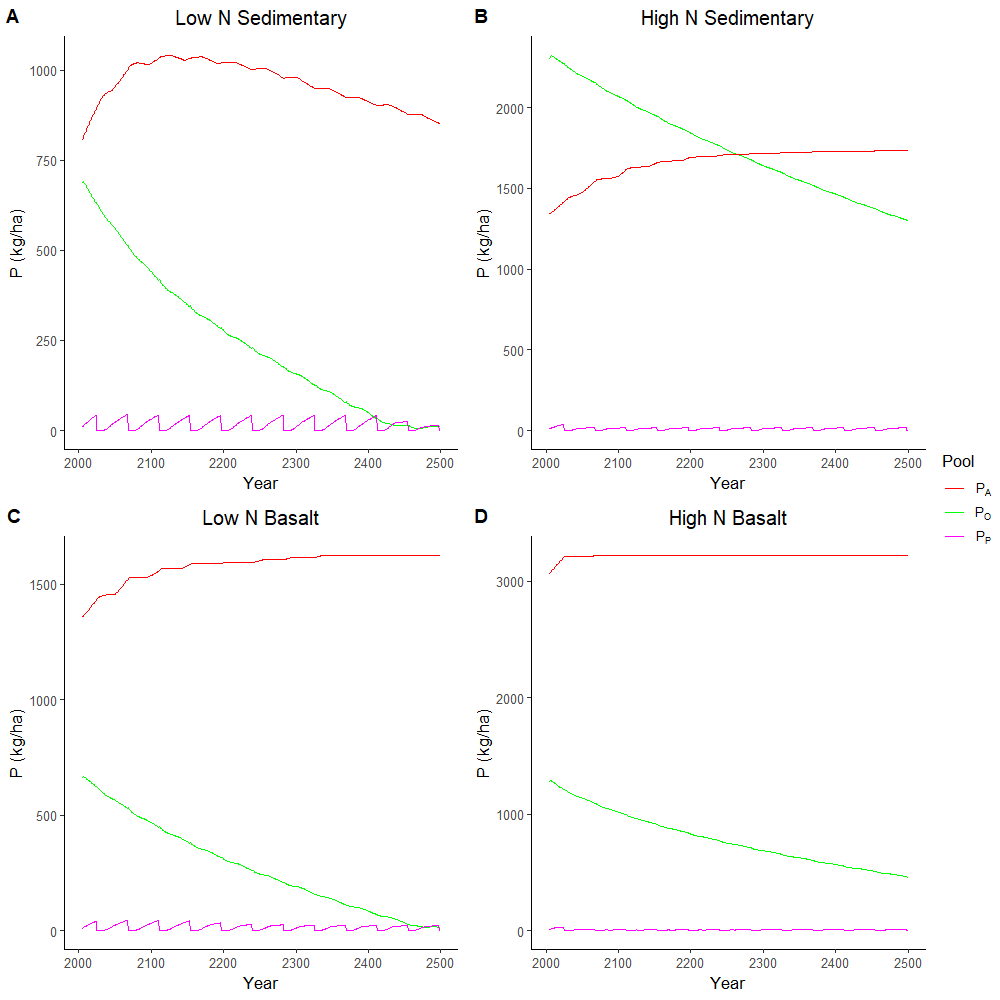 A Low N Sedimentary
1000
750
500
250
0
P (kg/ha)
2000 2100 2200 2300 2400 2500
Year
B High N Sedimentary
2000
1500
1000
500
0
P (kg/ha)
2000 2100 2200 2300 2400 2500
Year
C Low N Basalt
1500
1000
500
0
P (kg/ha)
2000 2100 2200 2300 2400 2500
Year
D High N Basalt
3000
2000
1000
0
P (kg/ha)
2000 2100 2200 2300 2400 2500
Year
Pool
P_A
P_O
P_P